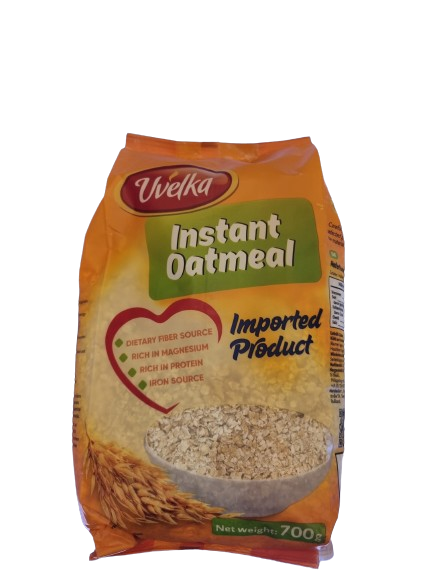 Uvelka
Instant
Oatmeal
Imported
Product
DIETARY FIBER SOURCE
RICH IN MAGNESIUM
RICH IN PROTEIN
IRON SOURCE
Net weight: 700g